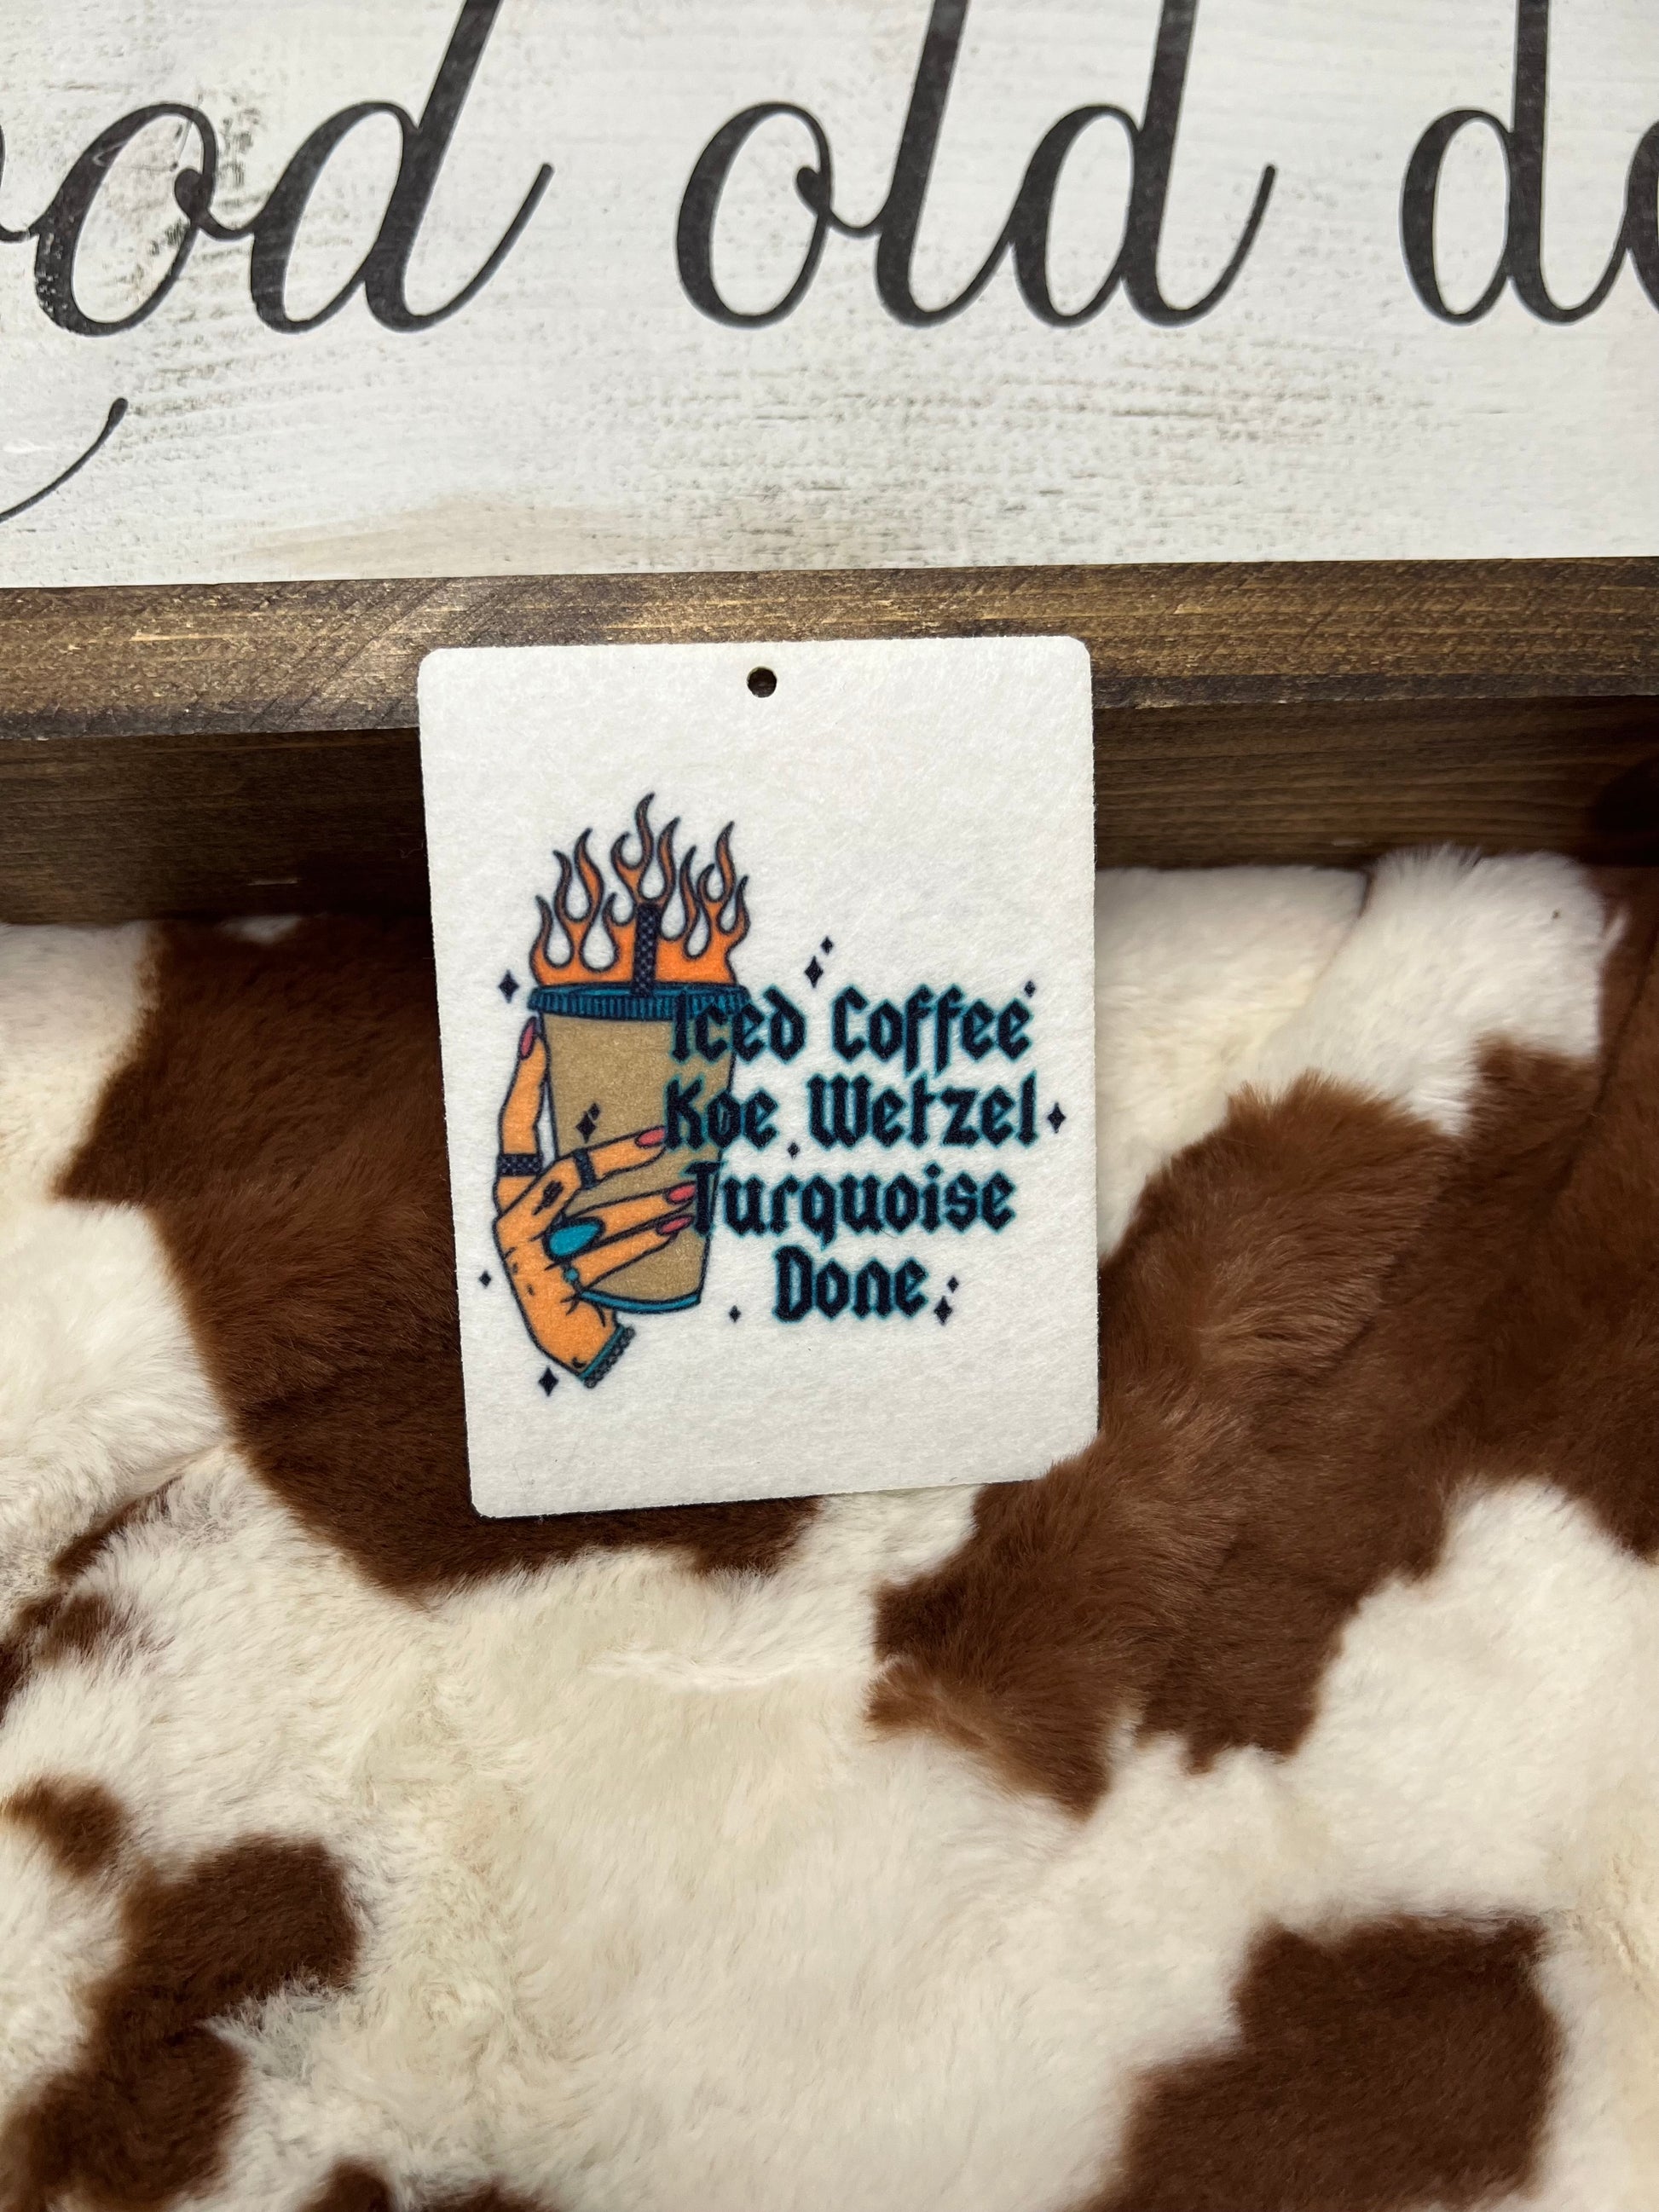 ood old d
Iced Coffee
Koe Wetzel
Turquoise
Done